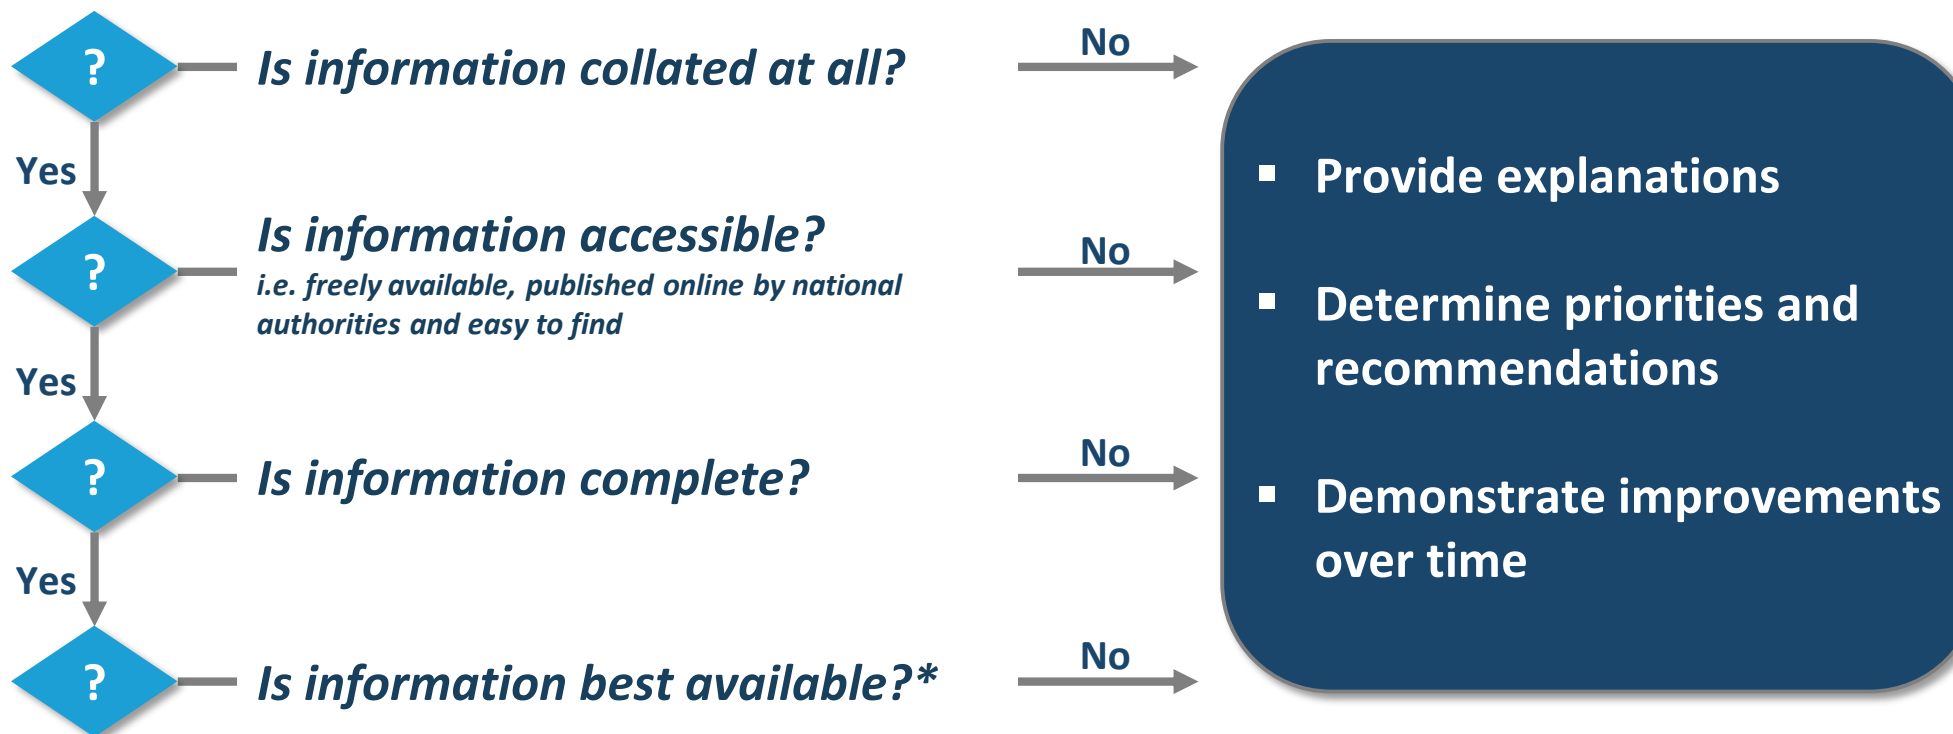 ? Is information collated at all? No
Yes
? Is information accessible? No
i.e. freely available, published online by national
authorities and easy to find
Yes
? Is information complete? No
Yes
? Is information best available?* No
▪ Provide explanations
▪ Determine priorities and
recommendations
▪ Demonstrate improvements
over time